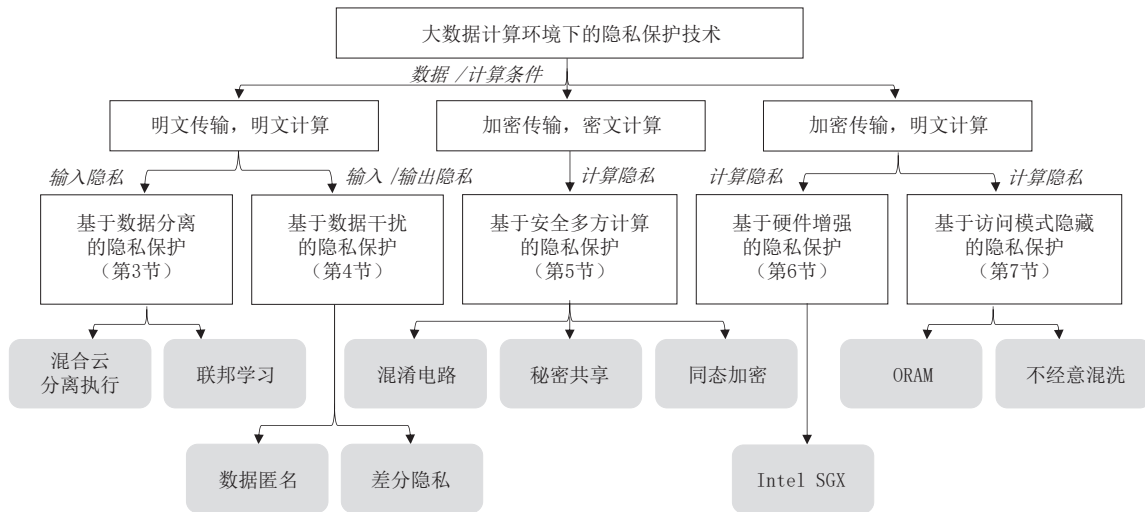 大数据计算环境下的隐私保护技术
数据 /计算条件
明文传输，明文计算
加密传输，密文计算
加密传输，明文计算
输入隐私
输入 /输出隐私
计算隐私
计算隐私
计算隐私
基于数据分离
的隐私保护
（第3节）
基于数据干扰
的隐私保护
（第4节）
基于安全多方计算
的隐私保护
（第5节）
基于硬件增强
的隐私保护
（第6节）
基于访问模式隐藏
的隐私保护
（第7节）
混合云
分离执行
联邦学习
混淆电路
秘密共享
同态加密
ORAM
不经意混洗
数据匿名
差分隐私
Intel SGX